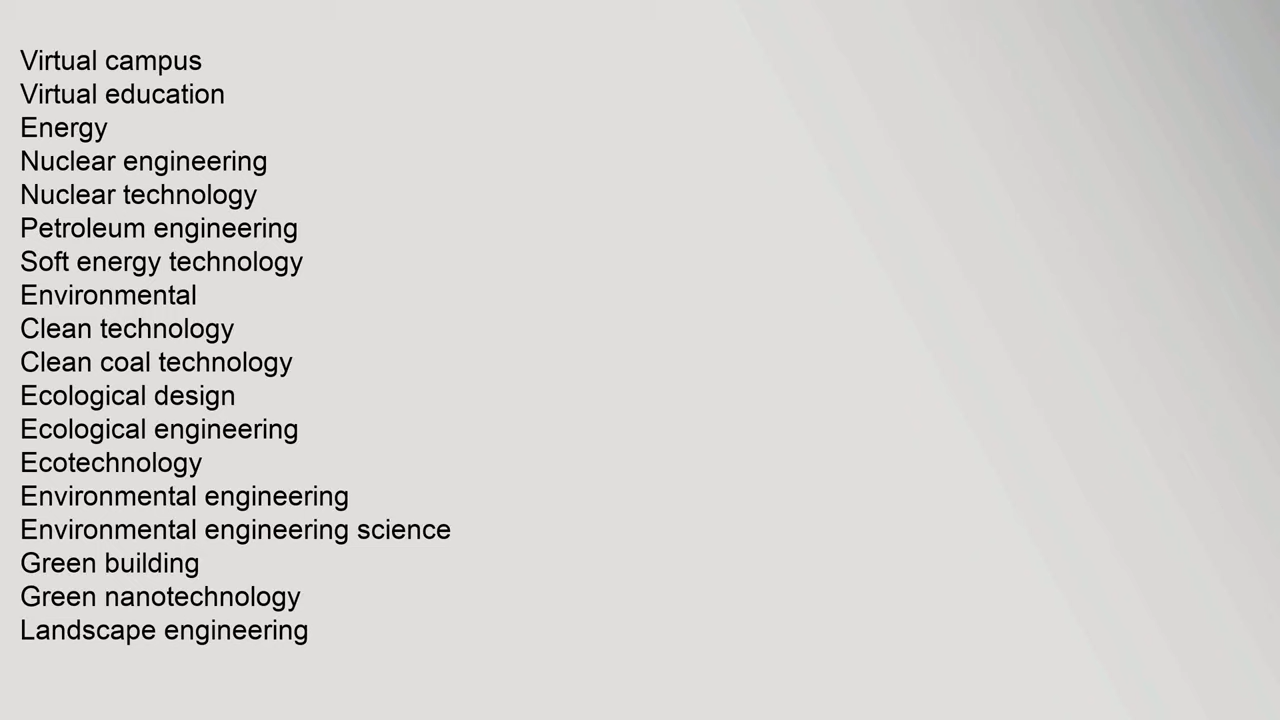 Virtual campus
Virtual education
Energy
Nuclear engineering
Nuclear technology
Petroleum engineering
Soft energy technology
Environmental
Clean technology
Clean coal technology
Ecological design
Ecological engineering
Ecotechnology
Environmental engineering
Environmental engineering science
Green building
Green nanotechnology
Landscape engineering